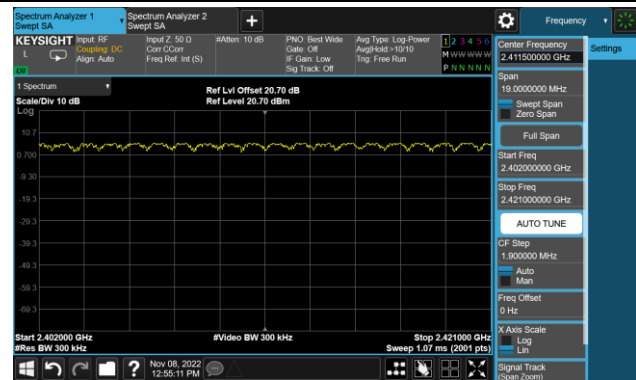 Spectrum Analyzer 1
Swept SA
Spectrum Analyzer 2
Swept SA
Frequency
KEYSIGHT
L
Input: RF
Coupling: DC
Align: Auto
Input Z: 50 Ω
Corr CCorr
Freq Ref: Int (S)
#Atten: 10 dB
PNO: Best Wide
Gate: Off
IF Gain: Low
Sig Track: Off
Avg Type: Log-Power
Avg|Hold:>10/10
Trig: Free Run
1 2 3 4 5 6
M W W W W W
P N N N N N
1 Spectrum
Scale/Div 10 dB
Log
Ref Lvl Offset 20.70 dB
Ref Level 20.70 dBm
10.7
0.700
-9.30
-19.3
-29.3
-39.3
-49.3
-59.3
-69.3
Start 2.402000 GHz
#Res BW 300 kHz
#Video BW 300 kHz
Stop 2.421000 GHz
Sweep 1.07 ms (2001 pts)
Center Frequency
2.411500000 GHz
Settings
Span
19.0000000 MHz
Swept Span
Zero Span
Full Span
Start Freq
2.402000000 GHz
Stop Freq
2.421000000 GHz
AUTO TUNE
CF Step
1.900000 MHz
Auto
Man
Freq Offset
0 Hz
X Axis Scale
Log
Lin
Signal Track
(Span Zoom)
Nov 08, 2022
12:55:11 PM